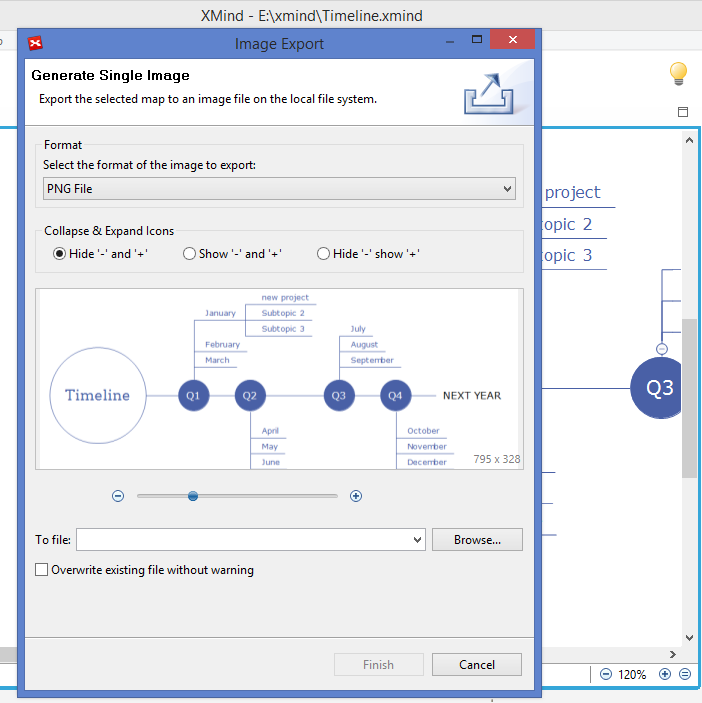 XMind - E:\xmind\Timeline.xmind
Image Export
Generate Single Image
Export the selected map to an image file on the local file system.
Format
Select the format of the image to export:
PNG File
Collapse & Expand Icons
Hide '-' and '+'
Show '-' and '+'
Hide '-' show '+'
new project
January
Subtopic 2
Subtopic 3
February
March
July
August
September
Timeline
Q1
Q2
Q3
Q4
NEXT YEAR
April
May
June
October
November
December
795 x 328
To file:
Browse...
Overwrite existing file without warning
Finish
Cancel
project
topic 2
topic 3
Q3
120%